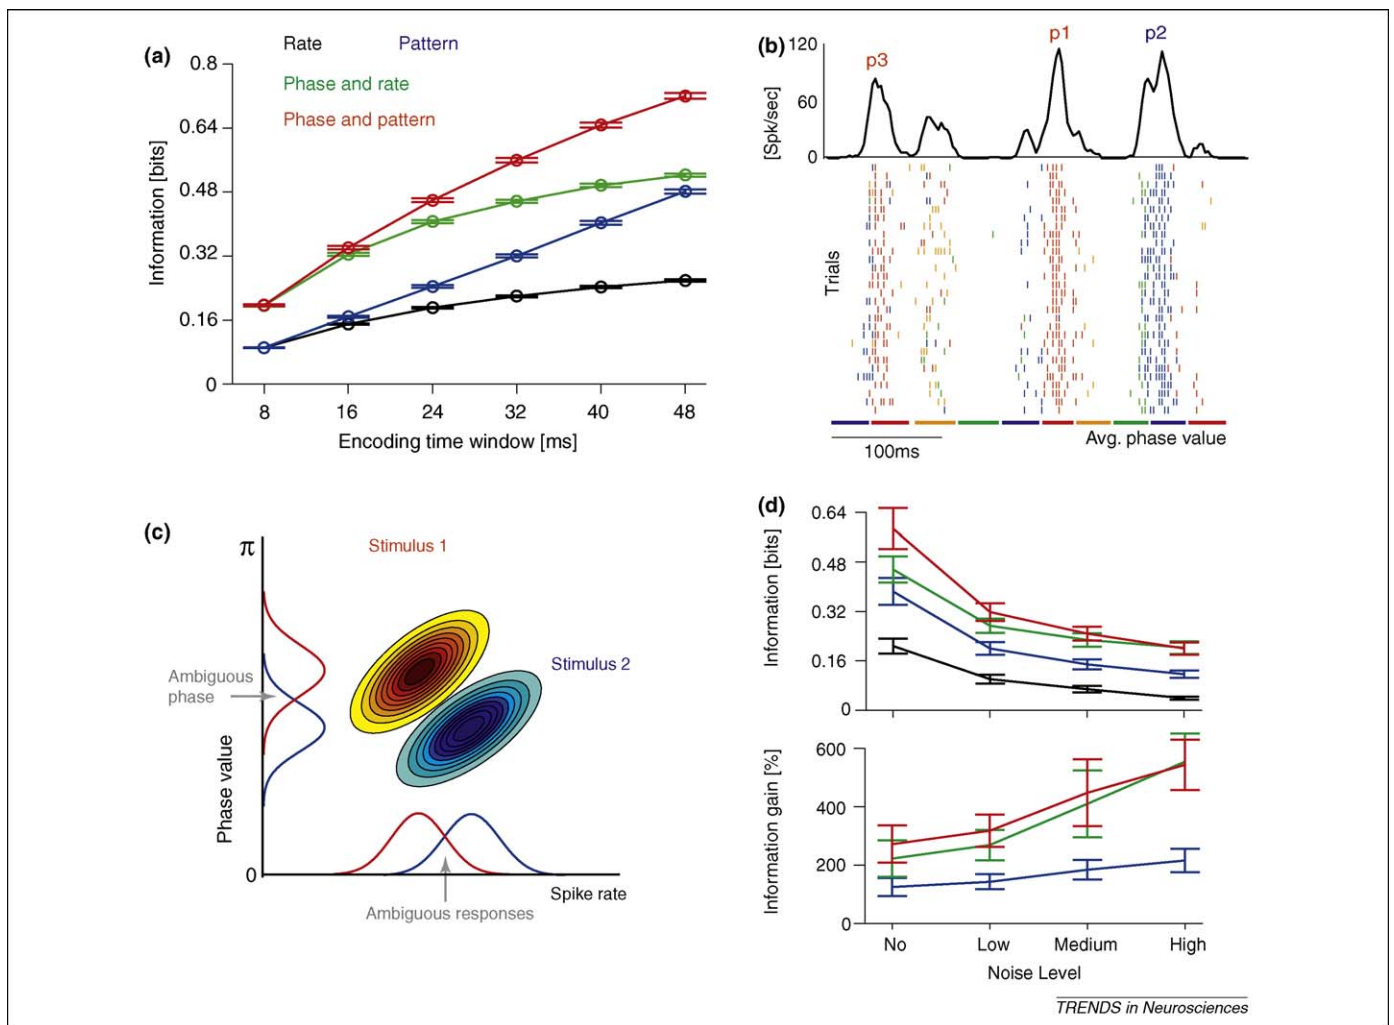 (a)
Rate
Pattern
Phase and rate
Phase and pattern
Information [bits]
0.8
0.64
0.48
0.32
0.16
0
8 16 24 32 40 48
Encoding time window [ms]
(b)
[Spk/sec]
120
60
0
p3
p1
p2
Trials
Avg. phase value
100ms
(c)
π
Stimulus 1
Stimulus 2
Ambiguous
phase
Phase value
0
Spike rate
Ambiguous responses
(d)
Information [bits]
0.64
0.48
0.32
0.16
0
Information gain [%]
600
400
200
0
No Low Medium High
Noise Level
TRENDS in Neurosciences